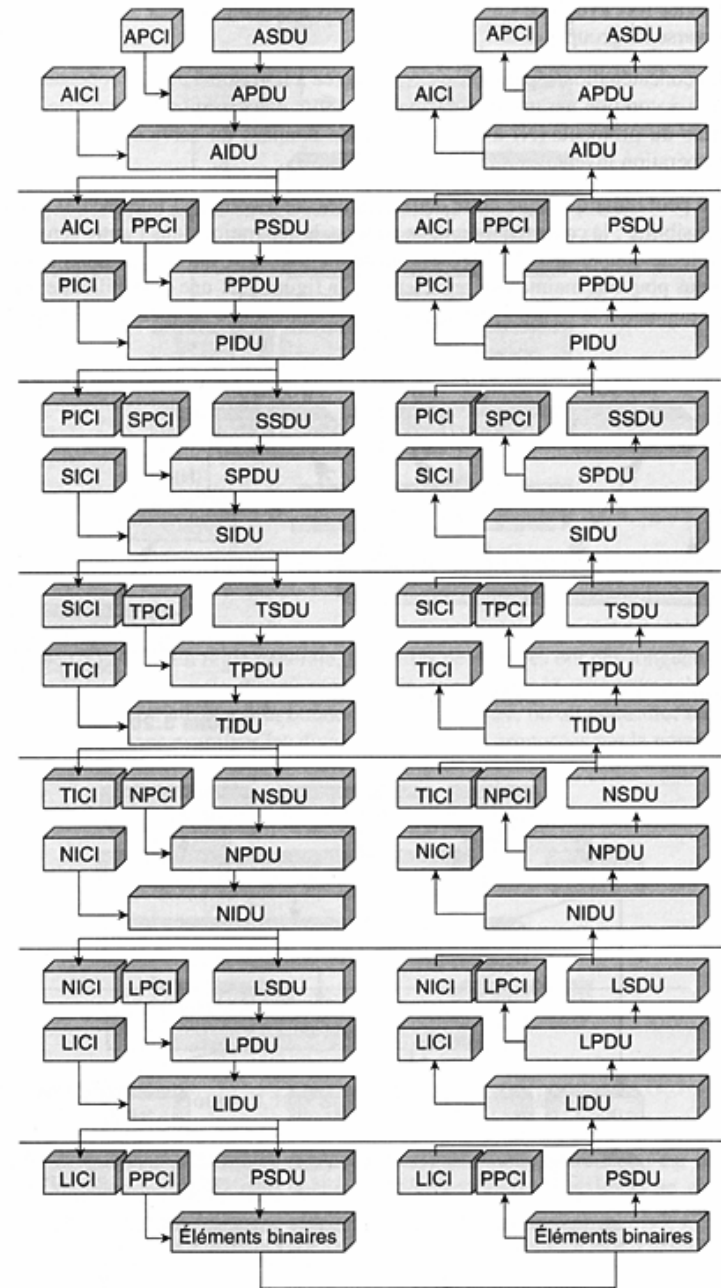 APCI ASDU APCI ASDU
AICI APDU AICI APDU
AIDU AIDU
AICI PPCI PSDU AICI PPCI PSDU
PICI PPDU PICI PPDU
PIDU PIDU
PICI SPCI SSDU PICI SPCI SSDU
SICI SPDU SICI SPDU
SIDU SIDU
SICI TPCI TSDU SICI TPCI TSDU
TICI TPDU TICI TPDU
TIDU TIDU
TICI NPCI NSDU TICI NPCI NSDU
NICI NPDU NICI NPDU
NIDU NIDU
NICI LPCI LSDU NICI LPCI LSDU
LICI LPDU LICI LPDU
LIDU LIDU
LICI PPCI PSDU LICI PPCI PSDU
Éléments binaires Éléments binaires